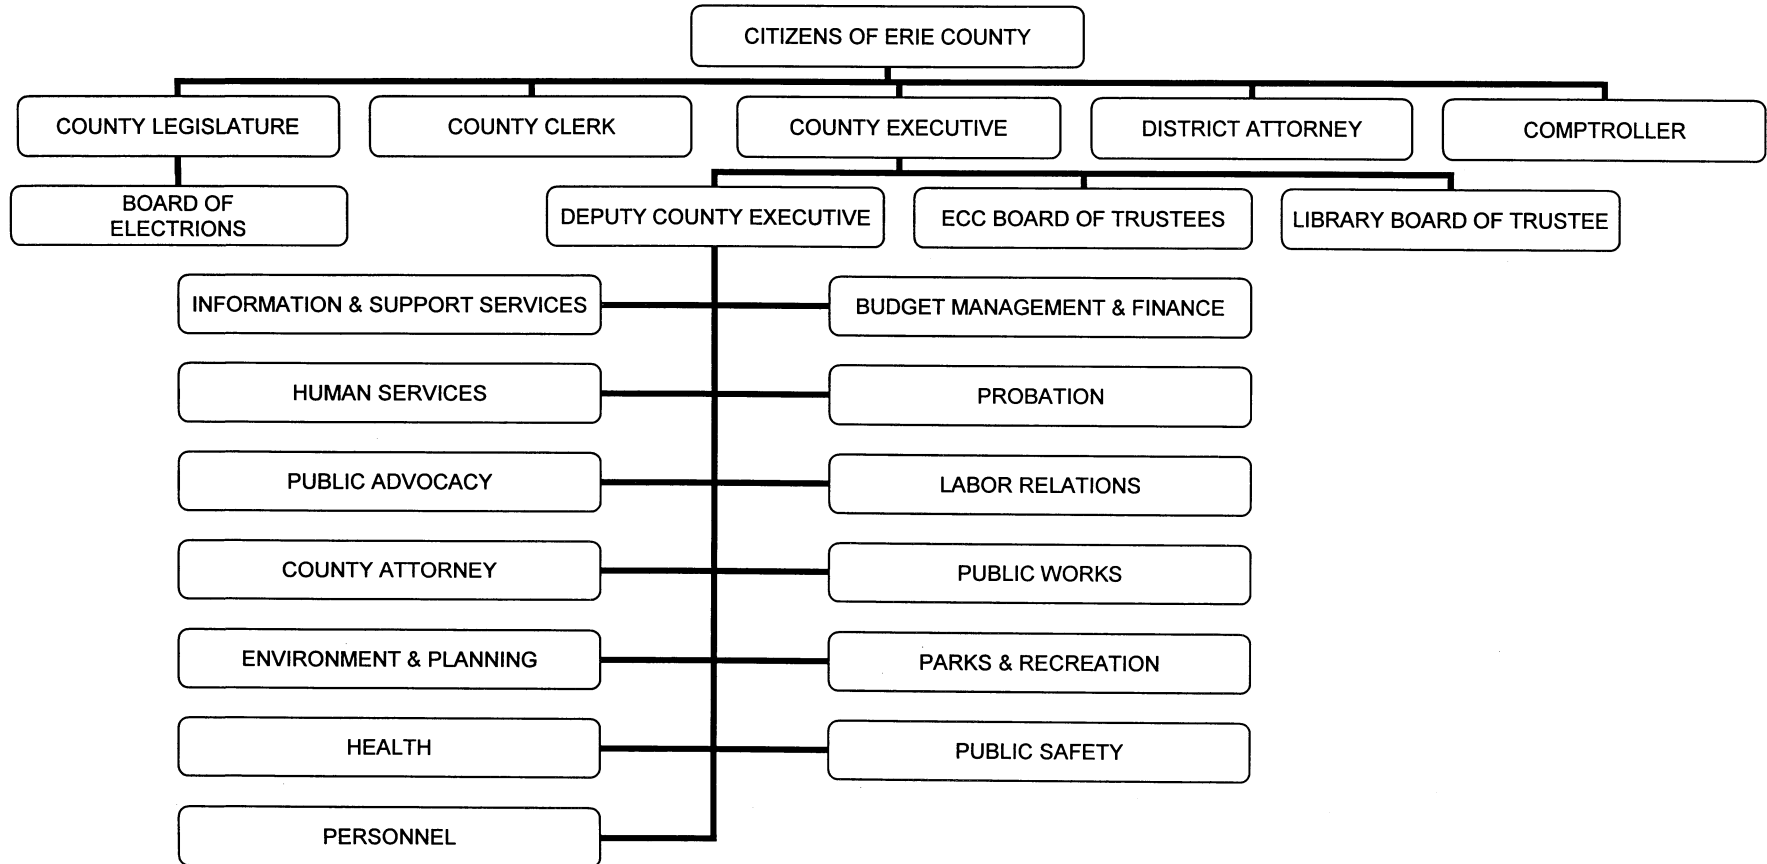 CITIZENS OF ERIE COUNTY
COUNTY LEGISLATURE
COUNTY CLERK
COUNTY EXECUTIVE
DISTRICT ATTORNEY
COMPTROLLER
BOARD OF
ELECTRIONS
DEPUTY COUNTY EXECUTIVE
ECC BOARD OF TRUSTEES
LIBRARY BOARD OF TRUSTEE
INFORMATION & SUPPORT SERVICES
BUDGET MANAGEMENT & FINANCE
HUMAN SERVICES
PROBATION
PUBLIC ADVOCACY
LABOR RELATIONS
COUNTY ATTORNEY
PUBLIC WORKS
ENVIRONMENT & PLANNING
PARKS & RECREATION
HEALTH
PUBLIC SAFETY
PERSONNEL